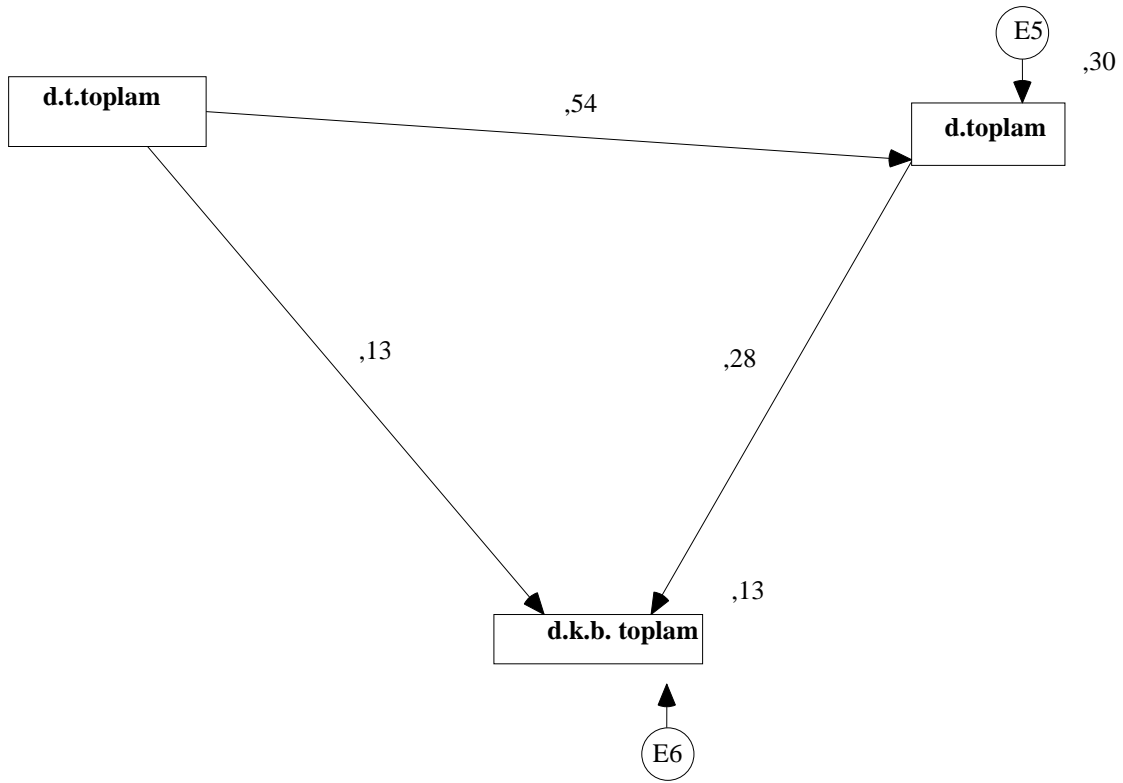 E5
,30
d.t.toplam
,54
d.toplam
,13
,28
,13
d.k.b. toplam
E6